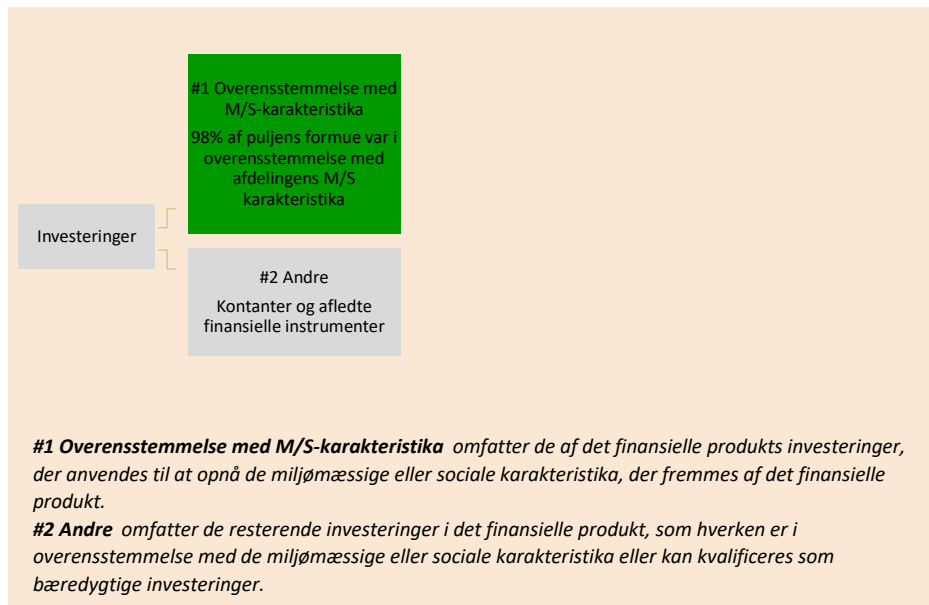 #1 Overensstemmelse med
M/S-karakteristika
98% af puljens formue var i
overensstemmelse med
afdelingens M/S
karakteristika
Investeringer
#2 Andre
Kontanter og afledte
finansielle instrumenter
#1 Overensstemmelse med M/S-karakteristika omfatter de af det finansielle produkts investeringer,
der anvendes til at opnå de miljømæssige eller sociale karakteristika, der fremmes af det finansielle
produkt.
#2 Andre omfatter de resterende investeringer i det finansielle produkt, som hverken er i
overensstemmelse med de miljømæssige eller sociale karakteristika eller kan kvalificeres som
bæredygtige investeringer.